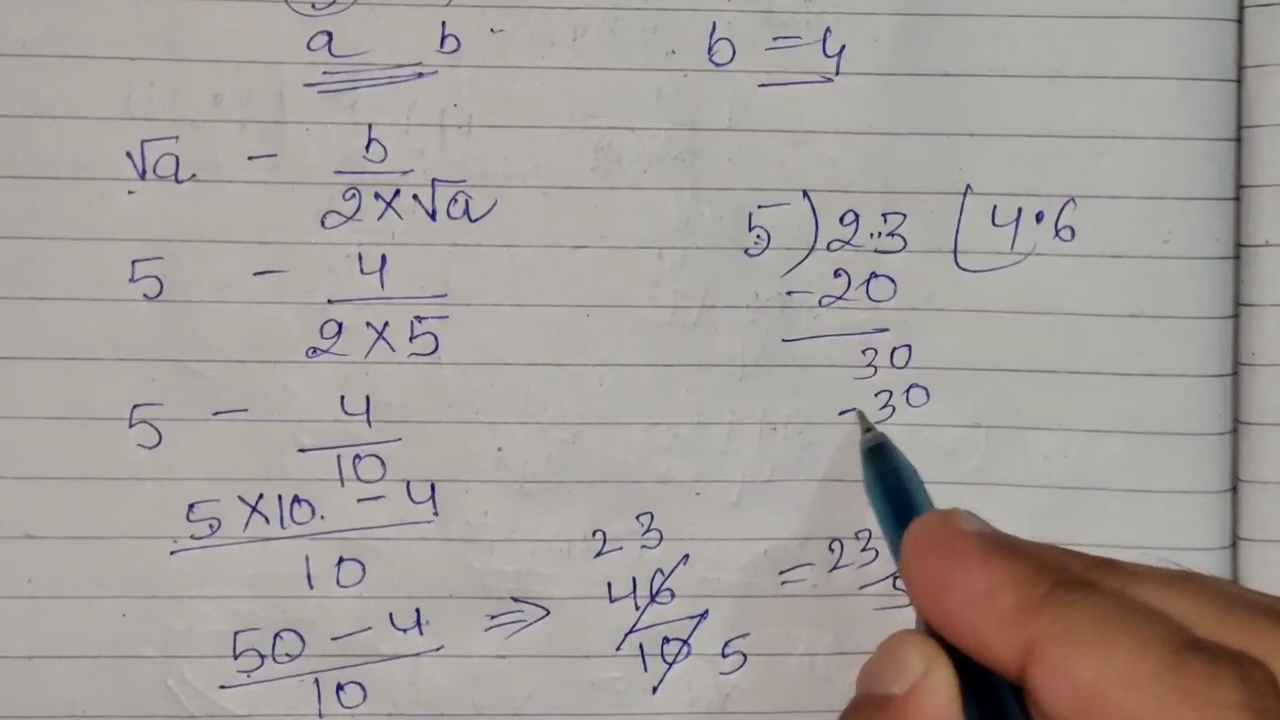 a b
b = 4
√a - b / 2×√a
5 - 4 / 2×5
5 - 4 / 10
5×10 - 4 / 10
50 - 4 / 10 ⇒ 46 / 10
23
5
= 23 / 5
5 ) 23 ( 4.6
-20
30
-30